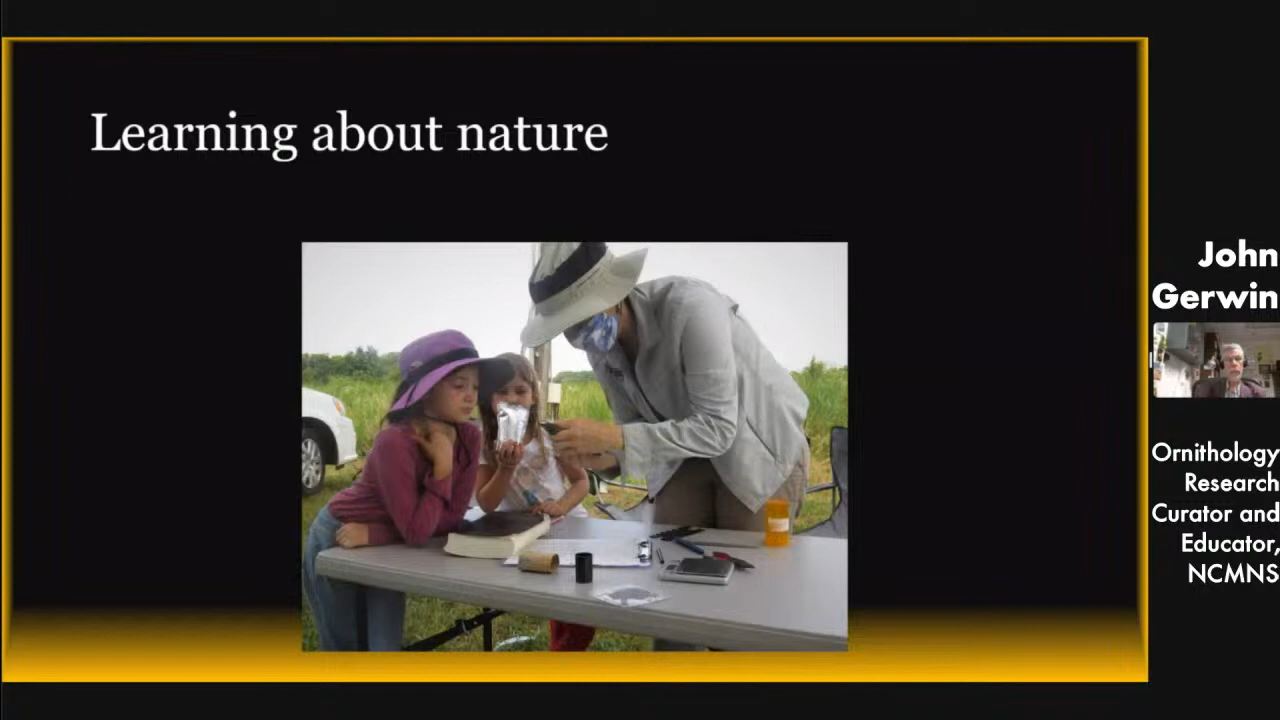 Learning about nature
John
Gerwin
Ornithology
Research
Curator and
Educator,
NCMNS